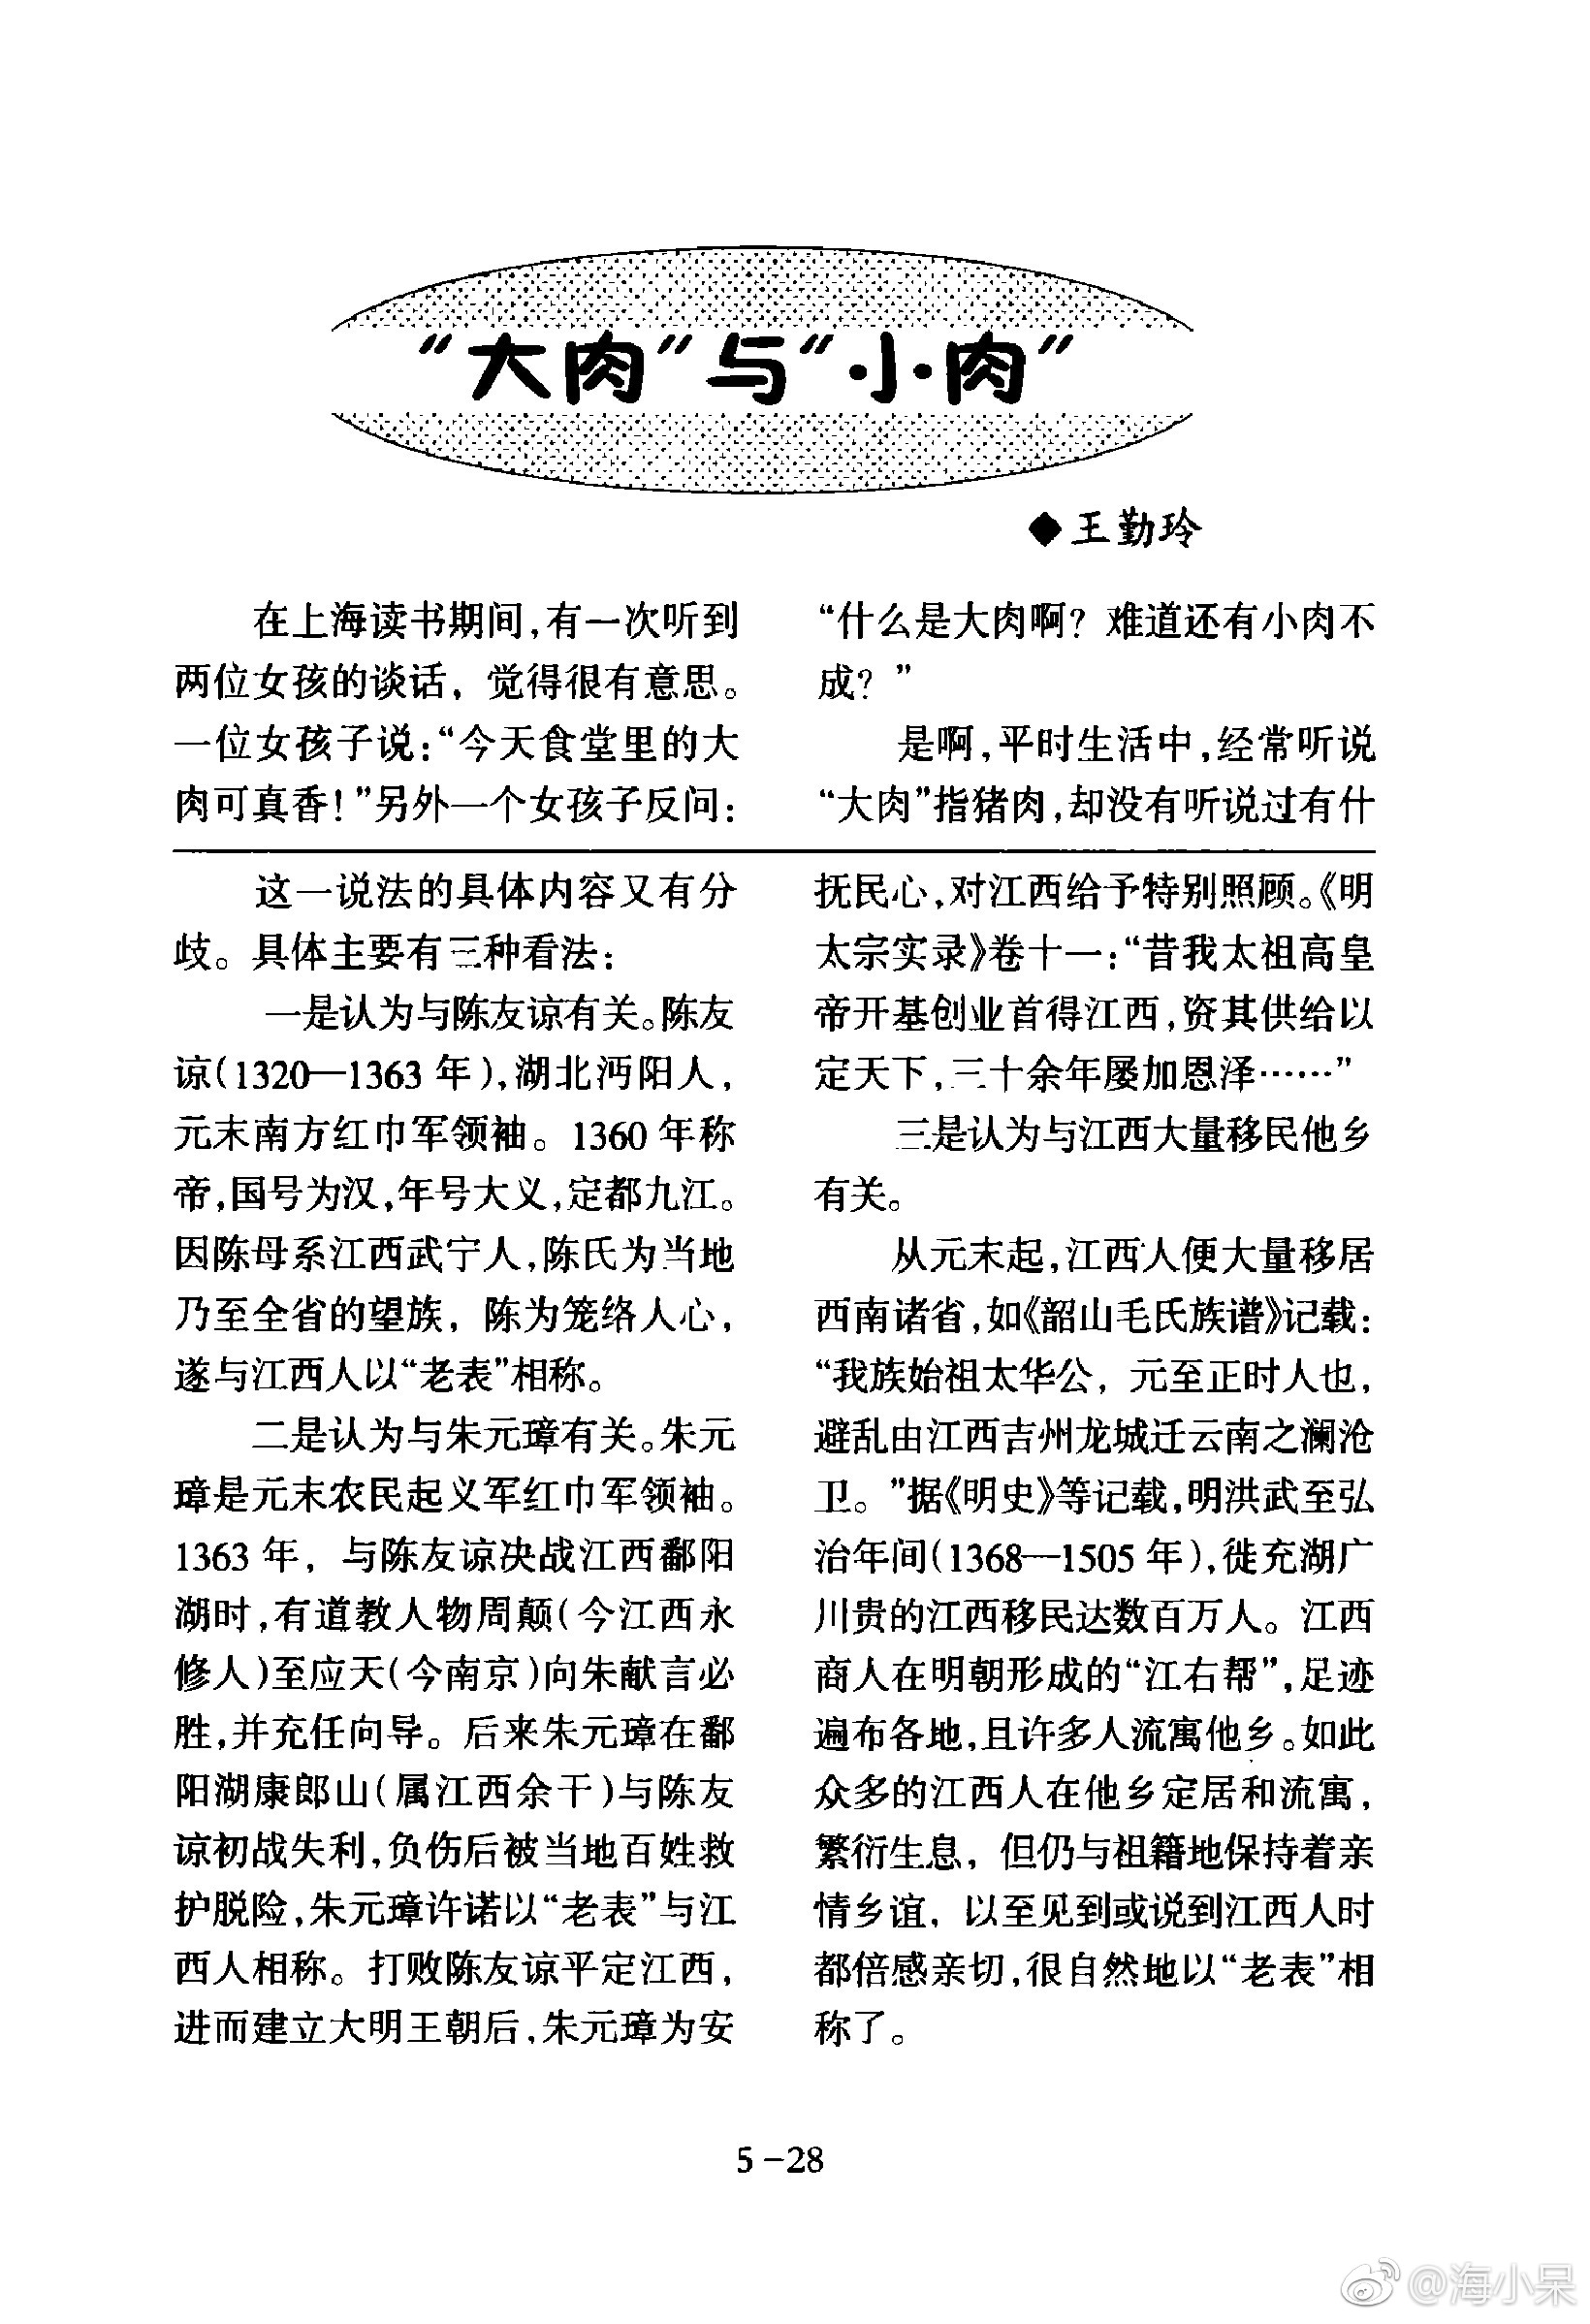 “大肉”与“小肉”
◆王勤玲
在上海读书期间,有一次听到
两位女孩的谈话，觉得很有意思。
一位女孩子说:“今天食堂里的大
肉可真香!”另外一个女孩子反问:
“什么是大肉啊? 难道还有小肉不
成? ”
是啊,平时生活中,经常听说
“大肉”指猪肉,却没有听说过有什
这一说法的具体内容又有分
歧。具体主要有三种看法:
一是认为与陈友谅有关。陈友
谅(1320—1363 年),湖北沔阳人,
元末南方红巾军领袖。1360 年称
帝,国号为汉,年号大义,定都九江。
因陈母系江西武宁人,陈氏为当地
乃至全省的望族，陈为笼络人心,
遂与江西人以“老表”相称。
二是认为与朱元璋有关。朱元
璋是元末农民起义军红巾军领袖。
1363 年，与陈友谅决战江西鄱阳
湖时,有道教人物周颠(今江西永
修人)至应天(今南京)向朱献言必
胜,并充任向导。后来朱元璋在鄱
阳湖康郎山(属江西余干)与陈友
谅初战失利,负伤后被当地百姓救
护脱险,朱元璋许诺以“老表”与江
西人相称。打败陈友谅平定江西,
进而建立大明王朝后,朱元璋为安
抚民心,对江西给予特别照顾。《明
太宗实录》卷十一:“昔我太祖高皇
帝开基创业首得江西,资其供给以
定天下,三十余年屡加恩泽……”
三是认为与江西大量移民他乡
有关。
从元末起,江西人便大量移居
西南诸省,如《韶山毛氏族谱》记载:
“我族始祖太华公，元至正时人也,
避乱由江西吉州龙城迁云南之澜沧
卫。”据《明史》等记载,明洪武至弘
治年间(1368—1505 年),徙充湖广
川贵的江西移民达数百万人。江西
商人在明朝形成的“江右帮”,足迹
遍布各地,且许多人流寓他乡。如此
众多的江西人在他乡定居和流寓,
繁衍生息，但仍与祖籍地保持着亲
情乡谊，以至见到或说到江西人时
都倍感亲切,很自然地以“老表”相
称了。
5-28
@海小呆